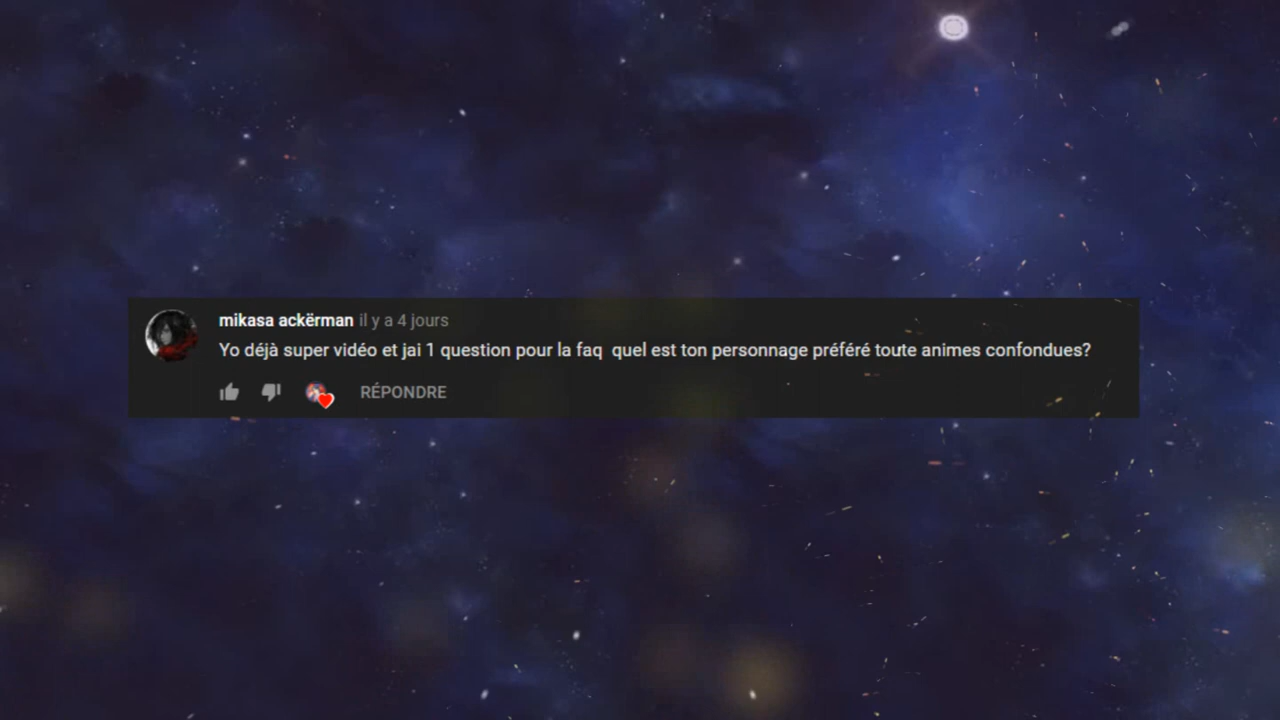 mikasa ackërman il y a 4 jours
Yo déjà super vidéo et jai 1 question pour la faq  quel est ton personnage préféré toute animes confondues?
RÉPONDRE